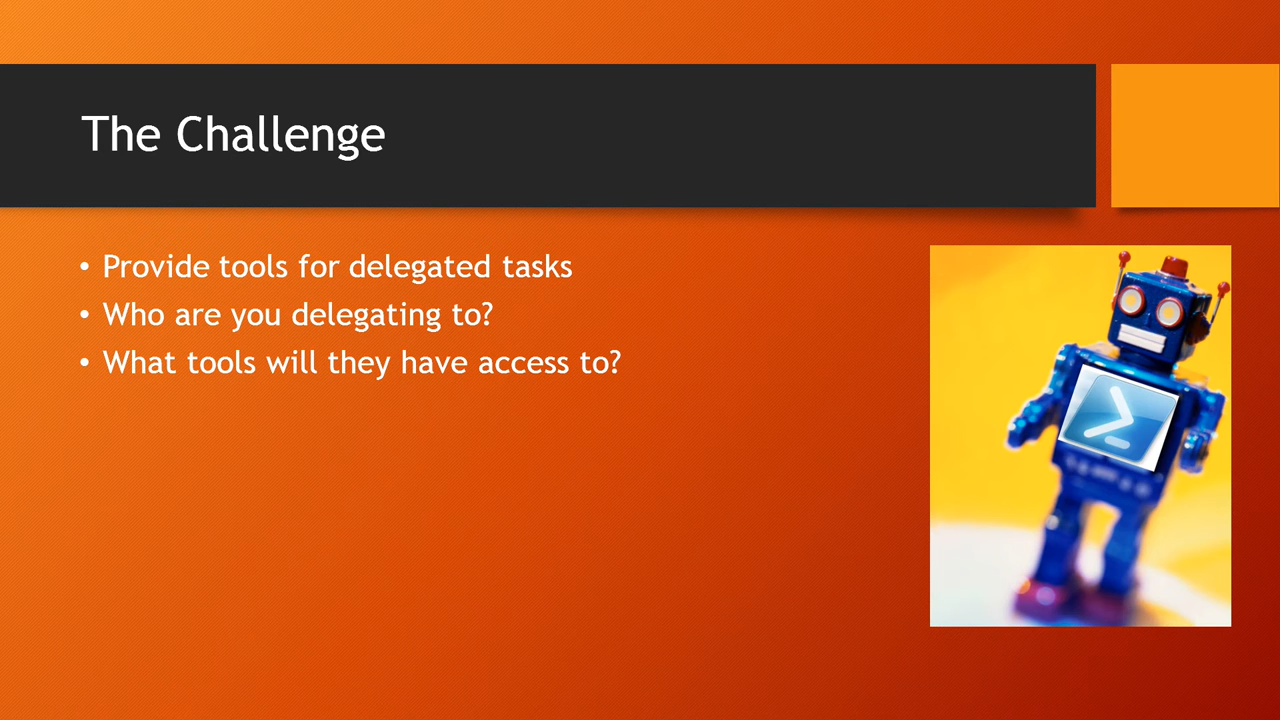 The Challenge
• Provide tools for delegated tasks
• Who are you delegating to?
• What tools will they have access to?